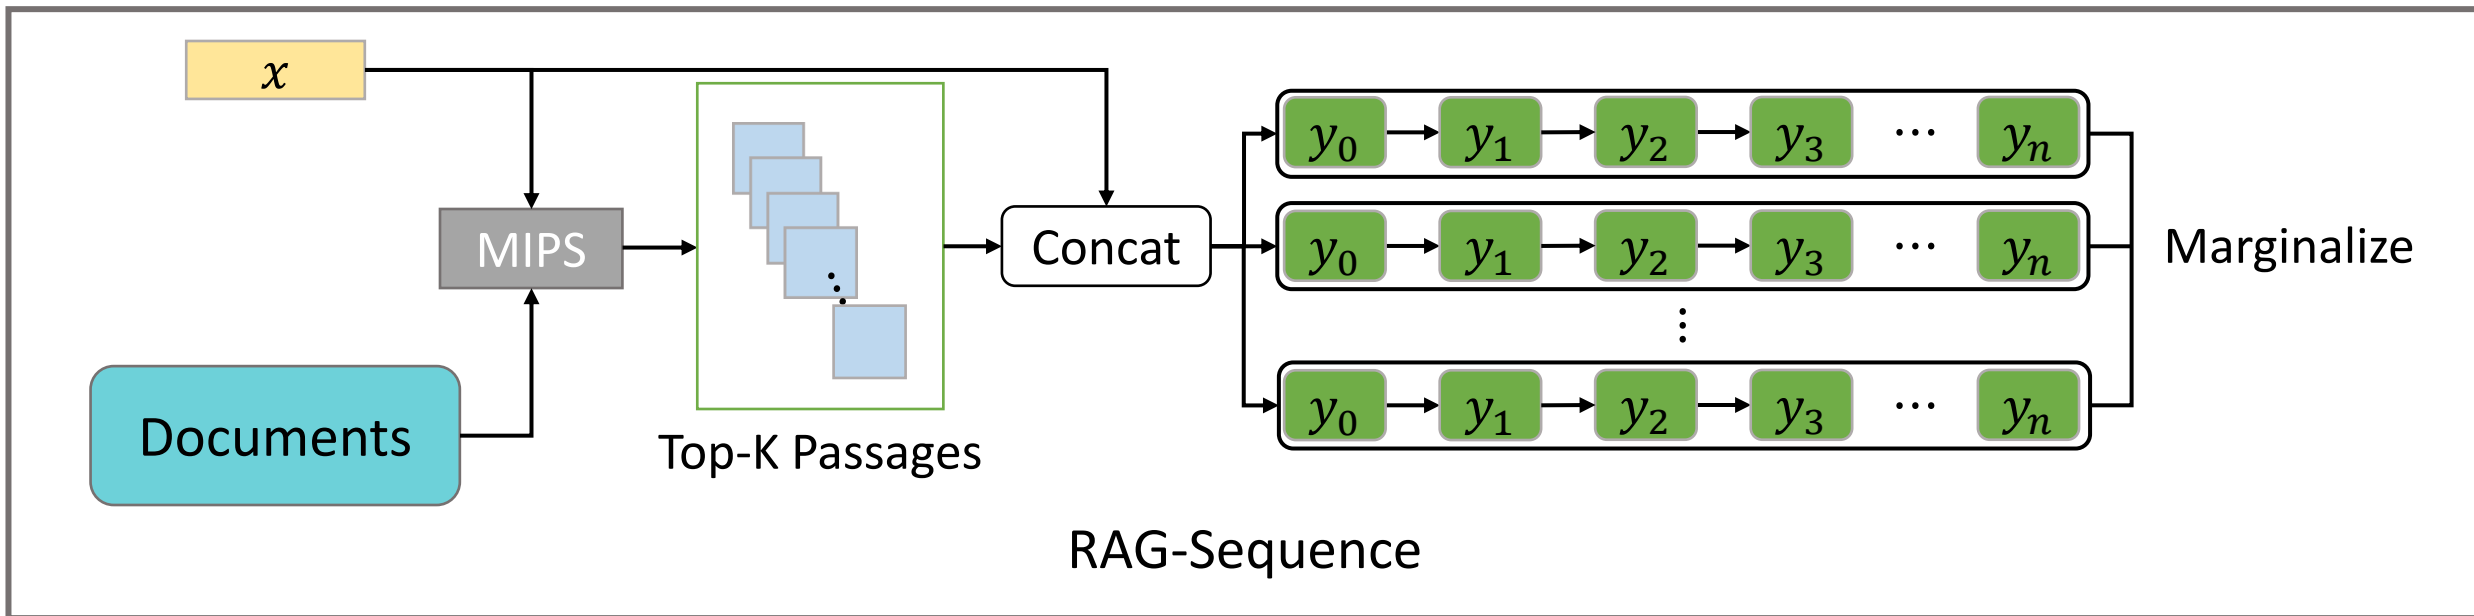 x
MIPS
Documents
Top-K Passages
Concat
y₀ y₁ y₂ y₃ ⋯ yₙ
y₀ y₁ y₂ y₃ ⋯ yₙ
⋮
y₀ y₁ y₂ y₃ ⋯ yₙ
Marginalize
RAG-Sequence